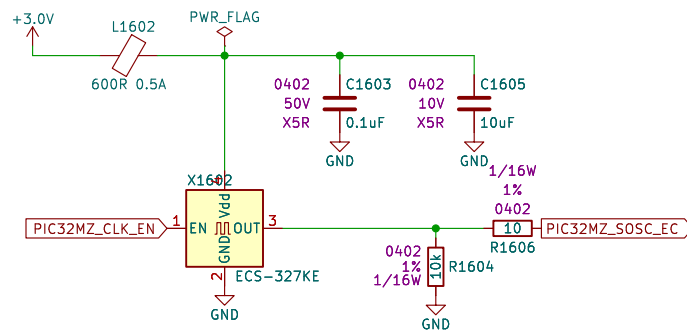 PWR_FLAG
+3.0V
L1602
600R 0.5A
0402
50V
X5R
C1603
0.1uF
GND
0402
10V
X5R
C1605
10uF
GND
X1602
4
Vdd
PIC32MZ_CLK_EN
1
EN
OUT
3
GND
2
ECS-327KE
GND
1/16W
1%
0402
10
R1606
PIC32MZ_SOSC_EC
0402
1%
1/16W
10k
R1604
GND